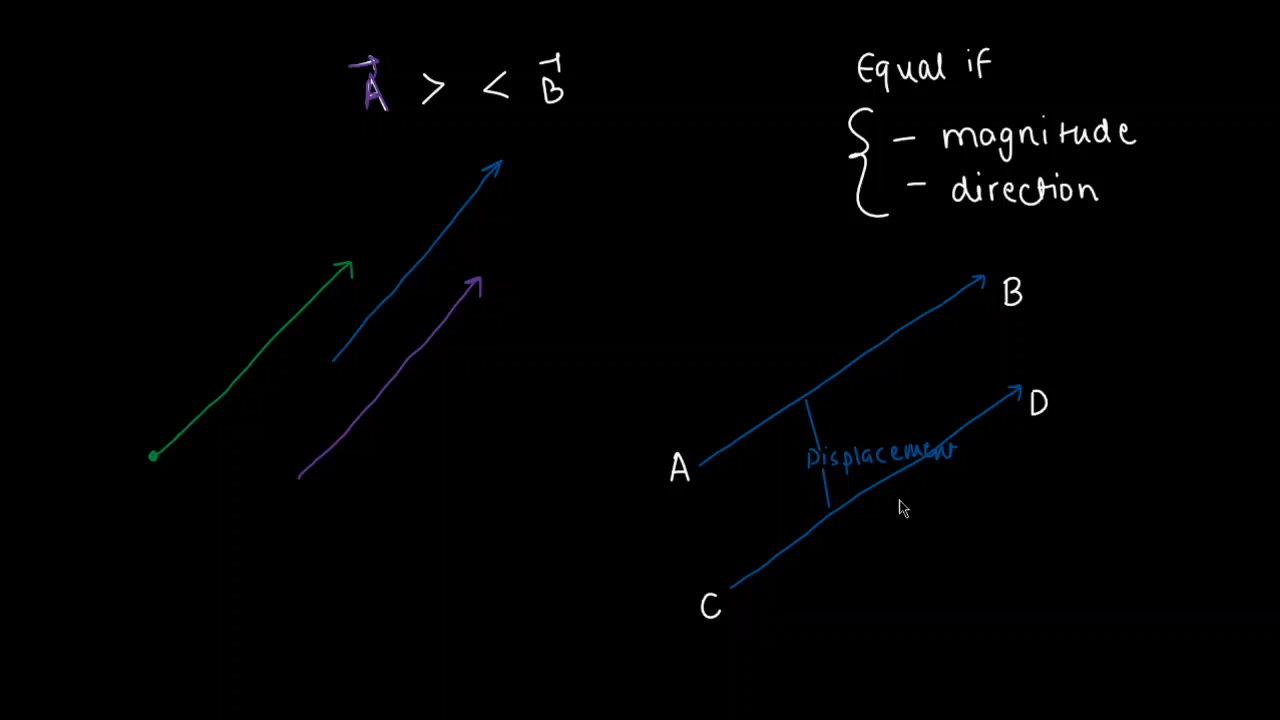 A > < B
Equal if
- magnitude
- direction
B
D
A
Displacement
C